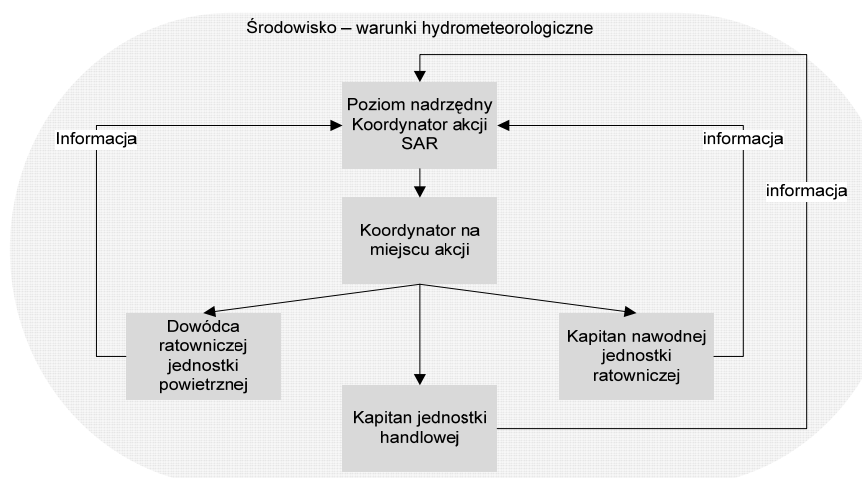 Środowisko – warunki hydrometeorologiczne
Poziom nadrzędny
Koordynator akcji
SAR
Informacja
informacja
informacja
Koordynator na
miejscu akcji
Dowódca
ratowniczej
jednostki
powietrznej
Kapitan nawodnej
jednostki
ratowniczej
Kapitan jednostki
handlowej